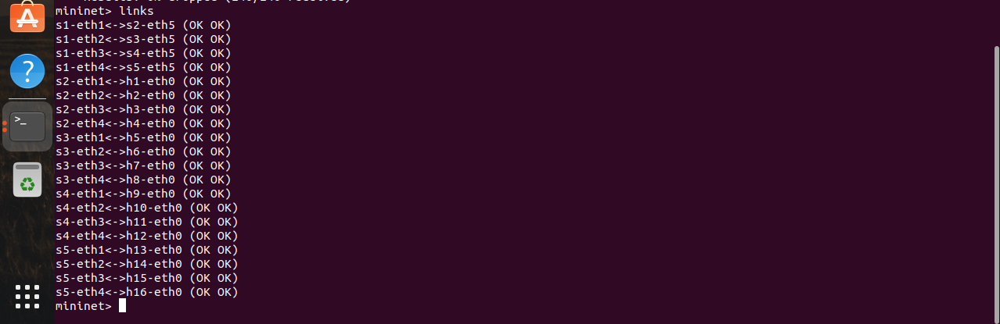 mininet> links
s1-eth1<->s2-eth5 (OK OK)
s1-eth2<->s3-eth5 (OK OK)
s1-eth3<->s4-eth5 (OK OK)
s1-eth4<->s5-eth5 (OK OK)
s2-eth1<->h1-eth0 (OK OK)
s2-eth2<->h2-eth0 (OK OK)
s2-eth3<->h3-eth0 (OK OK)
s2-eth4<->h4-eth0 (OK OK)
s3-eth1<->h5-eth0 (OK OK)
s3-eth2<->h6-eth0 (OK OK)
s3-eth3<->h7-eth0 (OK OK)
s3-eth4<->h8-eth0 (OK OK)
s4-eth1<->h9-eth0 (OK OK)
s4-eth2<->h10-eth0 (OK OK)
s4-eth3<->h11-eth0 (OK OK)
s4-eth4<->h12-eth0 (OK OK)
s5-eth1<->h13-eth0 (OK OK)
s5-eth2<->h14-eth0 (OK OK)
s5-eth3<->h15-eth0 (OK OK)
s5-eth4<->h16-eth0 (OK OK)
mininet>